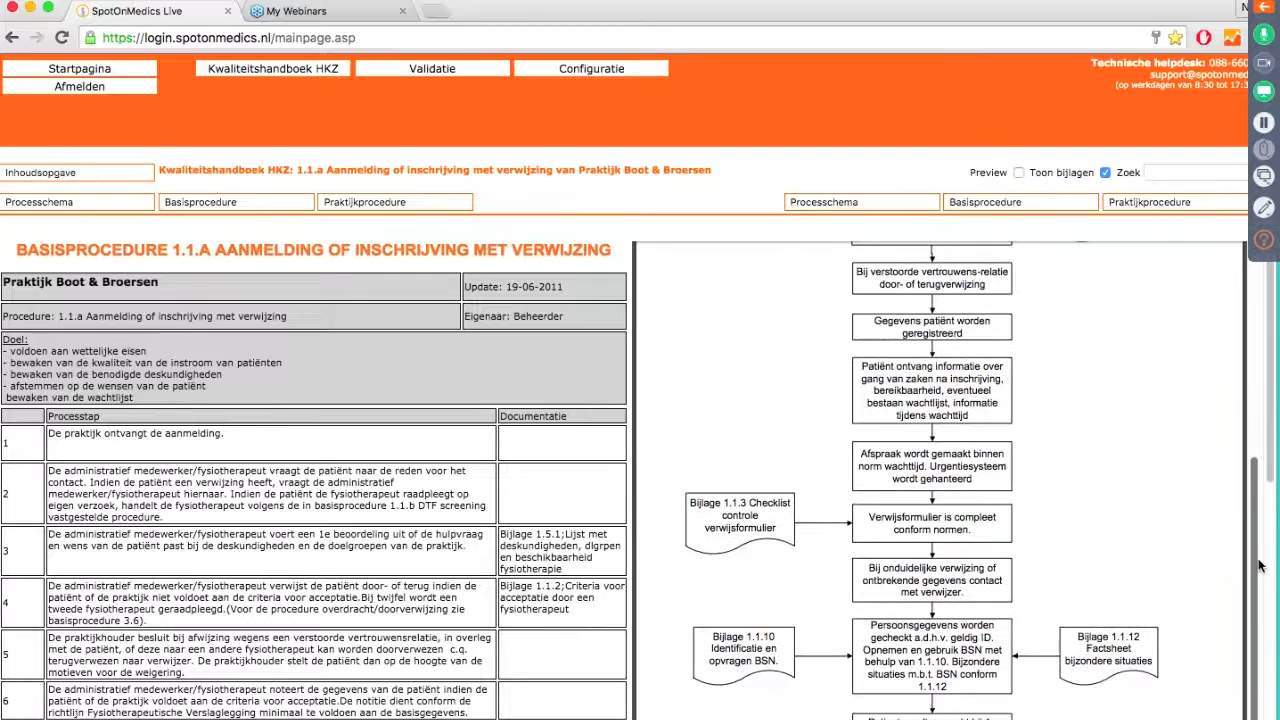 SpotOnMedics Live
My Webinars
https://login.spotonmedics.nl/mainpage.asp
Startpagina
Kwaliteitshandboek HKZ
Validatie
Configuratie
Afmelden
Technische helpdesk: 088-660
support@spotonmed
(op werkdagen van 8:30 tot 17:3
Inhoudsopgave
Kwaliteitshandboek HKZ: 1.1.a Aanmelding of inschrijving met verwijzing van Praktijk Boot & Broersen
Preview
Toon bijlagen
Zoek
Processchema
Basisprocedure
Praktijkprocedure
Processchema
Basisprocedure
Praktijkprocedure
BASISPROCEDURE 1.1.A AANMELDING OF INSCHRIJVING MET VERWIJZING
Praktijk Boot & Broersen
Update: 19-06-2011
Procedure: 1.1.a Aanmelding of inschrijving met verwijzing
Eigenaar: Beheerder
Doel:
- voldoen aan wettelijke eisen
- bewaken van de kwaliteit van de instroom van patiënten
- bewaken van de benodigde deskundigheden
- afstemmen op de wensen van de patiënt
bewaken van de wachtlijst
Processtap
Documentatie
1
De praktijk ontvangt de aanmelding.
2
De administratief medewerker/fysiotherapeut vraagt de patiënt naar de reden voor het
contact. Indien de patiënt een verwijzing heeft, vraagt de administratief
medewerker/fysiotherapeut hiernaar. Indien de patiënt de fysiotherapeut raadpleegt op
eigen verzoek, handelt de fysiotherapeut volgens de in basisprocedure 1.1.b DTF screening
vastgestelde procedure.
3
De administratief medewerker/fysiotherapeut voert een 1e beoordeling uit of de hulpvraag
en wens van de patiënt past bij de deskundigheden en de doelgroepen van de praktijk.
Bijlage 1.5.1;Lijst met
deskundigheden, dlgrpen
en beschikbaarheid
fysiotherapie
4
De administratief medewerker/fysiotherapeut verwijst de patiënt door- of terug indien de
patiënt of de praktijk niet voldoet aan de criteria voor acceptatie.Bij twijfel wordt een
tweede fysiotherapeut geraadpleegd.(Voor de procedure overdracht/doorverwijzing zie
basisprocedure 3.6).
Bijlage 1.1.2;Criteria voor
acceptatie door een
fysiotherapeut
5
De praktijkhouder besluit bij afwijzing wegens een verstoorde vertrouwensrelatie, in overleg
met de patiënt, of deze naar een andere fysiotherapeut kan worden doorverwezen c.q.
terugverwezen naar verwijzer. De praktijkhouder stelt de patiënt dan op de hoogte van de
motieven voor de weigering.
6
De administratief medewerker/fysiotherapeut noteert de gegevens van de patiënt indien de
patiënt of de praktijk voldoet aan de criteria voor acceptatie.De notitie dient conform de
richtlijn Fysiotherapeutische Verslaglegging minimaal te voldoen aan de basisgegevens.
Bij verstoorde vertrouwens-relatie
door- of terugverwijzing
Gegevens patiënt worden
geregistreerd
Patiënt ontvang informatie over
gang van zaken na inschrijving,
bereikbaarheid, eventueel
bestaan wachtlijst, informatie
tijdens wachttijd
Afspraak wordt gemaakt binnen
norm wachttijd. Urgentiesysteem
wordt gehanteerd
Bijlage 1.1.3 Checklist
controle
verwijsformulier
Verwijsformulier is compleet
conform normen.
Bij onduidelijke verwijzing of
ontbrekende gegevens contact
met verwijzer.
Bijlage 1.1.10
Identificatie en
opvragen BSN.
Persoonsgegevens worden
gecheckt a.d.h.v. geldig ID.
Opnemen en gebruik BSN met
behulp van 1.1.10. Bijzondere
situaties m.b.t. BSN conform
1.1.12
Bijlage 1.1.12
Factsheet
bijzondere situaties